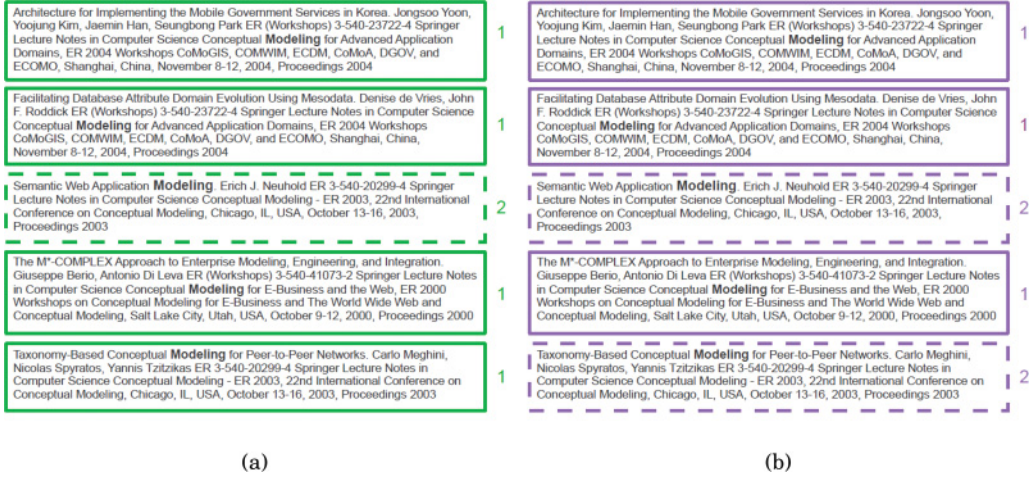 Architecture for Implementing the Mobile Government Services in Korea. Jongsoo Yoon,
Yoojung Kim, Jaemin Han, Seungbong Park ER (Workshops) 3-540-23722-4 Springer
Lecture Notes in Computer Science Conceptual Modeling for Advanced Application
Domains, ER 2004 Workshops CoMoGIS, COMWIM, ECDM, CoMoA, DGOV, and
ECOMO, Shanghai, China, November 8-12, 2004, Proceedings 2004
1
Facilitating Database Attribute Domain Evolution Using Mesodata. Denise de Vries, John
F. Roddick ER (Workshops) 3-540-23722-4 Springer Lecture Notes in Computer Science
Conceptual Modeling for Advanced Application Domains, ER 2004 Workshops
CoMoGIS, COMWIM, ECDM, CoMoA, DGOV, and ECOMO, Shanghai, China,
November 8-12, 2004, Proceedings 2004
1
Semantic Web Application Modeling. Erich J. Neuhold ER 3-540-20299-4 Springer
Lecture Notes in Computer Science Conceptual Modeling - ER 2003, 22nd International
Conference on Conceptual Modeling, Chicago, IL, USA, October 13-16, 2003,
Proceedings 2003
2
The M*-COMPLEX Approach to Enterprise Modeling, Engineering, and Integration.
Giuseppe Berio, Antonio Di Leva ER (Workshops) 3-540-41073-2 Springer Lecture Notes
in Computer Science Conceptual Modeling for E-Business and the Web, ER 2000
Workshops on Conceptual Modeling for E-Business and The World Wide Web and
Conceptual Modeling, Salt Lake City, Utah, USA, October 9-12, 2000, Proceedings 2000
1
Taxonomy-Based Conceptual Modeling for Peer-to-Peer Networks. Carlo Meghini,
Nicolas Spyratos, Yannis Tzitzikas ER 3-540-20299-4 Springer Lecture Notes in
Computer Science Conceptual Modeling - ER 2003, 22nd International Conference on
Conceptual Modeling, Chicago, IL, USA, October 13-16, 2003, Proceedings 2003
1
(a)
Architecture for Implementing the Mobile Government Services in Korea. Jongsoo Yoon,
Yoojung Kim, Jaemin Han, Seungbong Park ER (Workshops) 3-540-23722-4 Springer
Lecture Notes in Computer Science Conceptual Modeling for Advanced Application
Domains, ER 2004 Workshops CoMoGIS, COMWIM, ECDM, CoMoA, DGOV, and
ECOMO, Shanghai, China, November 8-12, 2004, Proceedings 2004
1
Facilitating Database Attribute Domain Evolution Using Mesodata. Denise de Vries, John
F. Roddick ER (Workshops) 3-540-23722-4 Springer Lecture Notes in Computer Science
Conceptual Modeling for Advanced Application Domains, ER 2004 Workshops
CoMoGIS, COMWIM, ECDM, CoMoA, DGOV, and ECOMO, Shanghai, China,
November 8-12, 2004, Proceedings 2004
1
Semantic Web Application Modeling. Erich J. Neuhold ER 3-540-20299-4 Springer
Lecture Notes in Computer Science Conceptual Modeling - ER 2003, 22nd International
Conference on Conceptual Modeling, Chicago, IL, USA, October 13-16, 2003,
Proceedings 2003
2
The M*-COMPLEX Approach to Enterprise Modeling, Engineering, and Integration.
Giuseppe Berio, Antonio Di Leva ER (Workshops) 3-540-41073-2 Springer Lecture Notes
in Computer Science Conceptual Modeling for E-Business and the Web, ER 2000
Workshops on Conceptual Modeling for E-Business and The World Wide Web and
Conceptual Modeling, Salt Lake City, Utah, USA, October 9-12, 2000, Proceedings 2000
1
Taxonomy-Based Conceptual Modeling for Peer-to-Peer Networks. Carlo Meghini,
Nicolas Spyratos, Yannis Tzitzikas ER 3-540-20299-4 Springer Lecture Notes in
Computer Science Conceptual Modeling - ER 2003, 22nd International Conference on
Conceptual Modeling, Chicago, IL, USA, October 13-16, 2003, Proceedings 2003
2
(b)